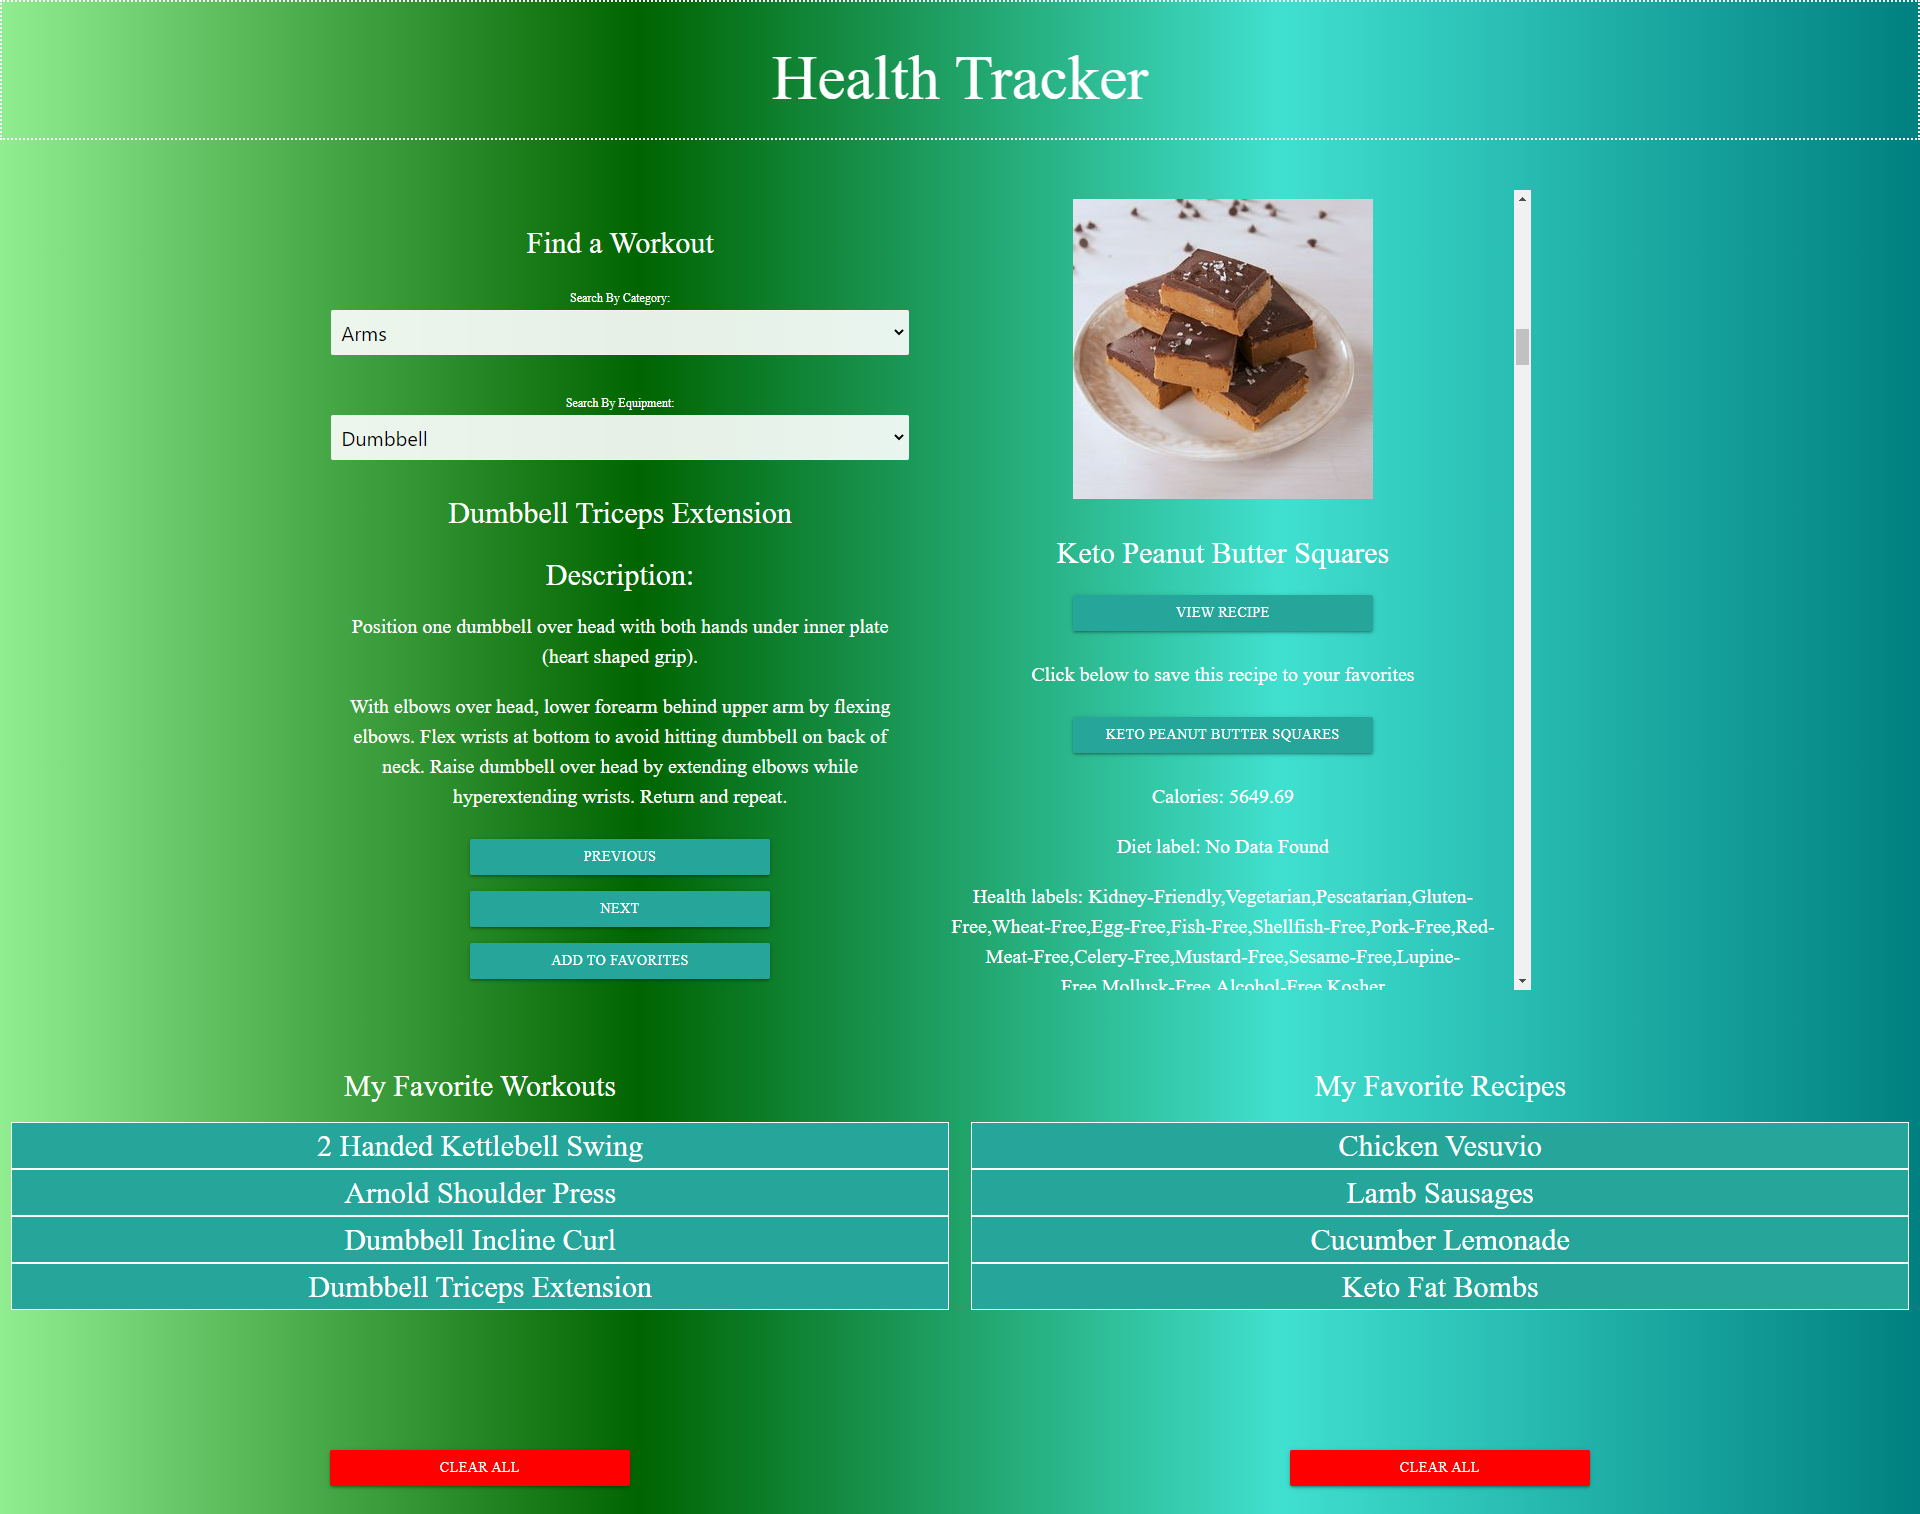 Health Tracker
Find a Workout
Search By Category:
Arms
Search By Equipment:
Dumbbell
Dumbbell Triceps Extension
Description:
Position one dumbbell over head with both hands under inner plate
(heart shaped grip).
With elbows over head, lower forearm behind upper arm by flexing
elbows. Flex wrists at bottom to avoid hitting dumbbell on back of
neck. Raise dumbbell over head by extending elbows while
hyperextending wrists. Return and repeat.
PREVIOUS
NEXT
ADD TO FAVORITES
Keto Peanut Butter Squares
VIEW RECIPE
Click below to save this recipe to your favorites
KETO PEANUT BUTTER SQUARES
Calories: 5649.69
Diet label: No Data Found
Health labels: Kidney-Friendly,Vegetarian,Pescatarian,Gluten-
Free,Wheat-Free,Egg-Free,Fish-Free,Shellfish-Free,Pork-Free,Red-
Meat-Free,Celery-Free,Mustard-Free,Sesame-Free,Lupine-
Free,Mollusk-Free,Alcohol-Free,Kosher
My Favorite Workouts
2 Handed Kettlebell Swing
Arnold Shoulder Press
Dumbbell Incline Curl
Dumbbell Triceps Extension
CLEAR ALL
My Favorite Recipes
Chicken Vesuvio
Lamb Sausages
Cucumber Lemonade
Keto Fat Bombs
CLEAR ALL